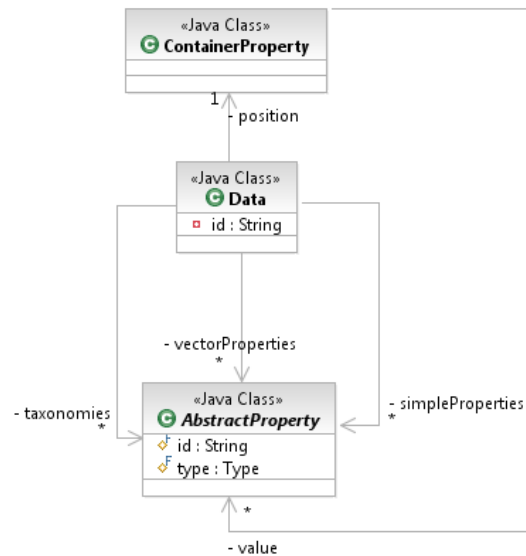 «Java Class»
C ContainerProperty
1
- position
«Java Class»
C Data
id : String
- vectorProperties
*
«Java Class»
C AbstractProperty
F id : String
F type : Type
- taxonomies
*
- simpleProperties
*
*
- value